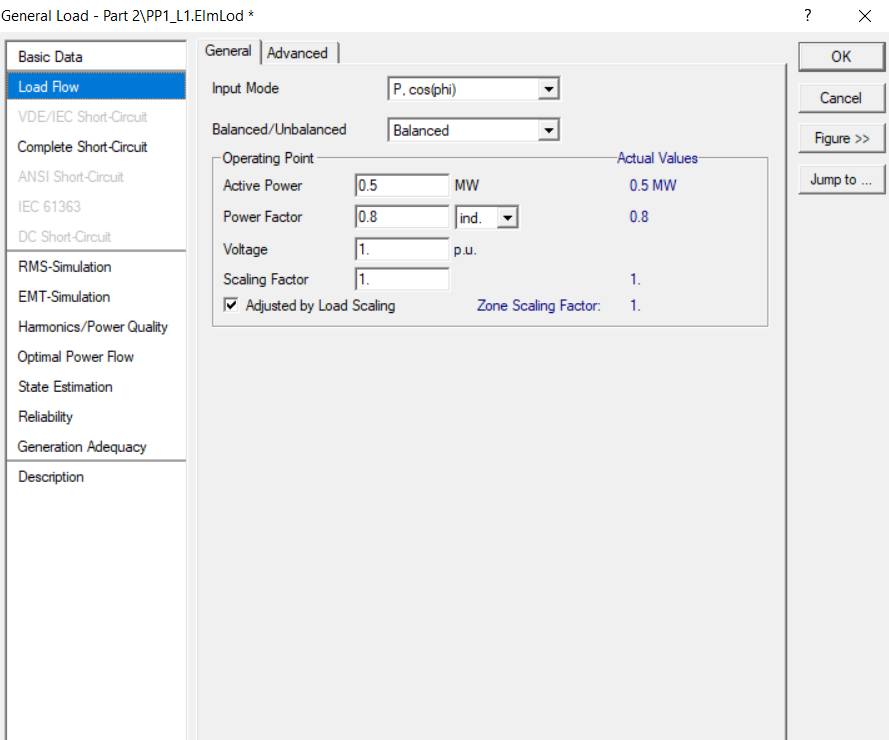 General Load - Part 2\PP1_L1.ElmLod *
?
Basic Data
Load Flow
VDE/IEC Short-Circuit
Complete Short-Circuit
ANSI Short-Circuit
IEC 61363
DC Short-Circuit
RMS-Simulation
EMT-Simulation
Harmonics/Power Quality
Optimal Power Flow
State Estimation
Reliability
Generation Adequacy
Description
General Advanced
Input Mode P, cos(phi)
Balanced/Unbalanced Balanced
Operating Point Actual Values
Active Power 0.5 MW 0.5 MW
Power Factor 0.8 ind. 0.8
Voltage 1. p.u.
Scaling Factor 1. 1.
Adjusted by Load Scaling Zone Scaling Factor: 1.
OK
Cancel
Figure >>
Jump to ...